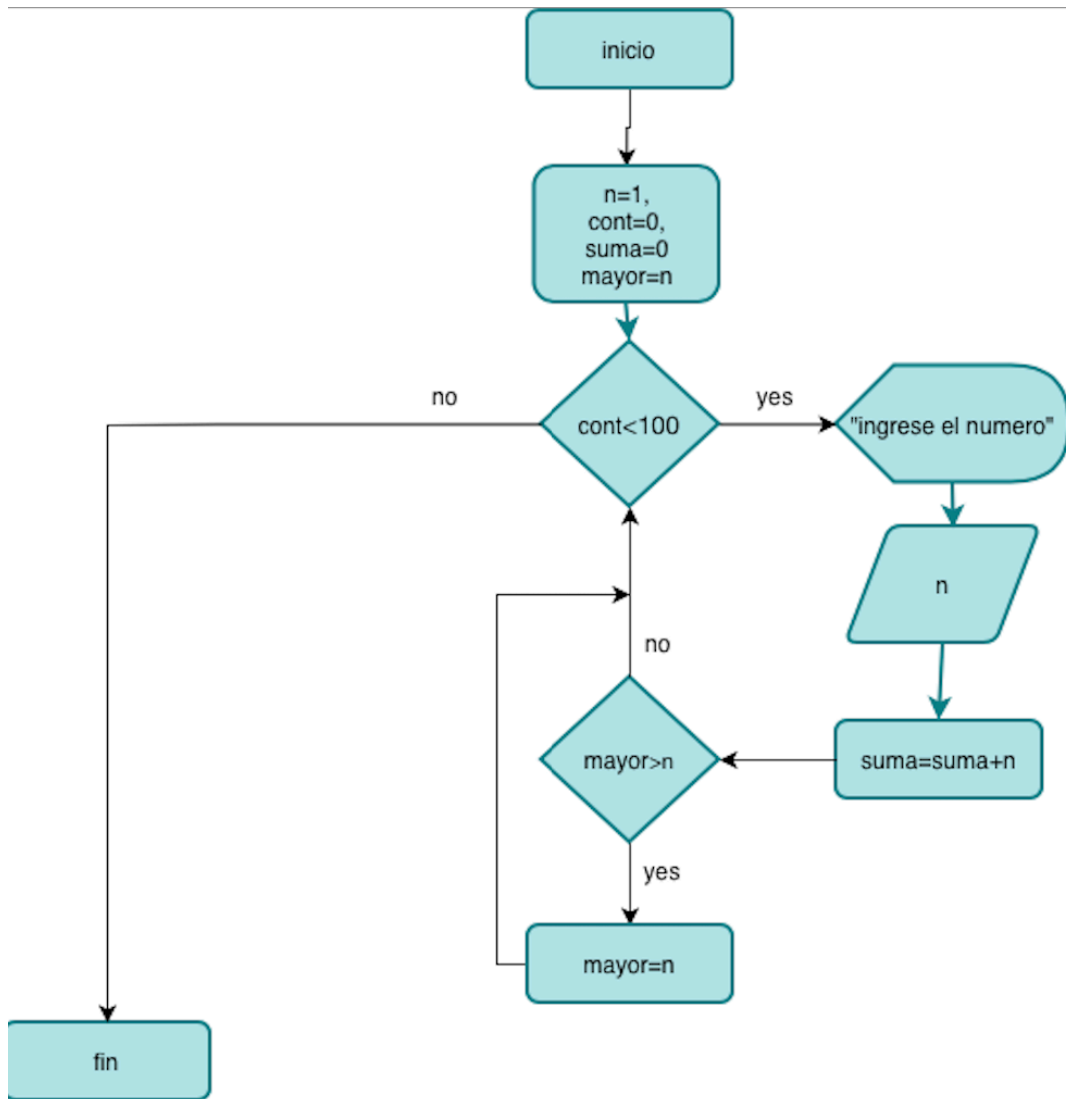 inicio
n=1,
cont=0,
suma=0
mayor=n
no
cont<100
yes
"ingrese el numero"
n
no
mayor>n
suma=suma+n
yes
mayor=n
fin